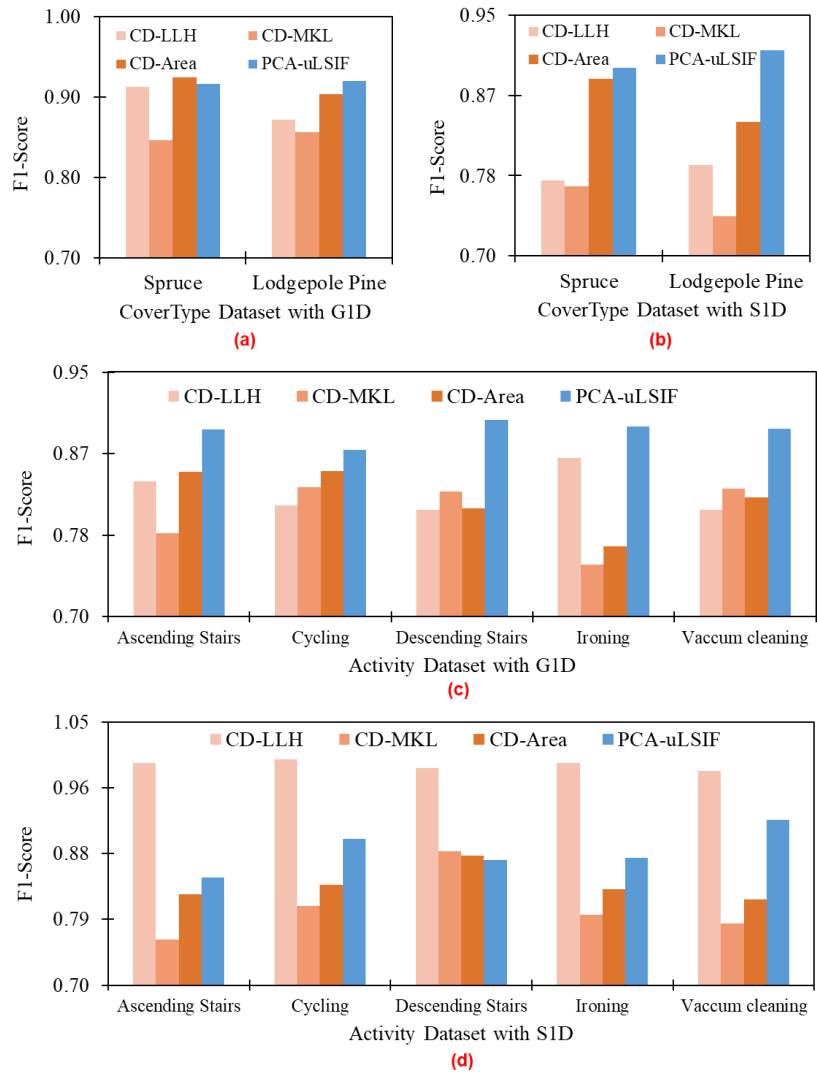 1.00
0.90
0.80
0.70
F1-Score
CD-LLH
CD-MKL
CD-Area
PCA-uLSIF
Spruce
Lodgepole Pine
CoverType Dataset with G1D
(a)
0.95
0.87
0.78
0.70
F1-Score
CD-LLH
CD-MKL
CD-Area
PCA-uLSIF
Spruce
Lodgepole Pine
CoverType Dataset with S1D
(b)
0.95
0.87
0.78
0.70
F1-Score
CD-LLH
CD-MKL
CD-Area
PCA-uLSIF
Ascending Stairs
Cycling
Descending Stairs
Ironing
Vaccum cleaning
Activity Dataset with G1D
(c)
1.05
0.96
0.88
0.79
0.70
F1-Score
CD-LLH
CD-MKL
CD-Area
PCA-uLSIF
Ascending Stairs
Cycling
Descending Stairs
Ironing
Vaccum cleaning
Activity Dataset with S1D
(d)